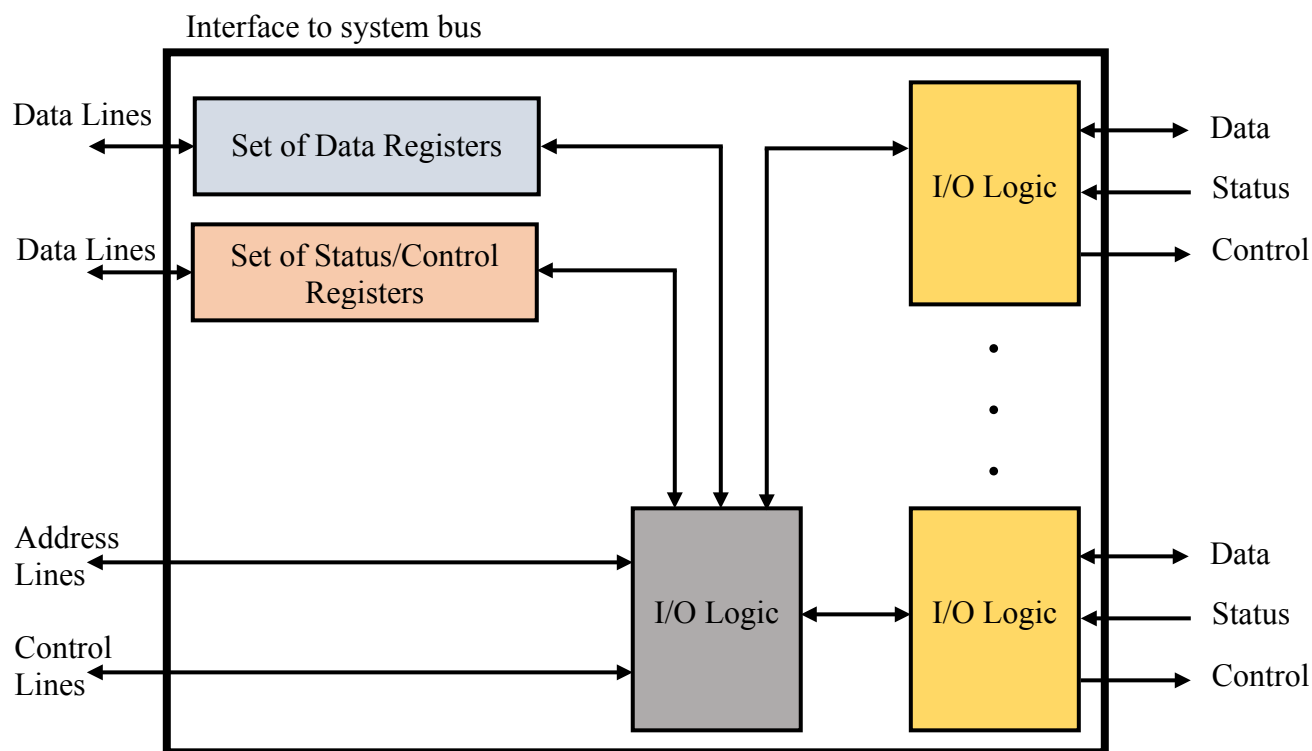 Interface to system bus
Data Lines
Set of Data Registers
I/O Logic
Data
Status
Control
Data Lines
Set of Status/Control
Registers
Address
Lines
Control
Lines
I/O Logic
I/O Logic
Data
Status
Control